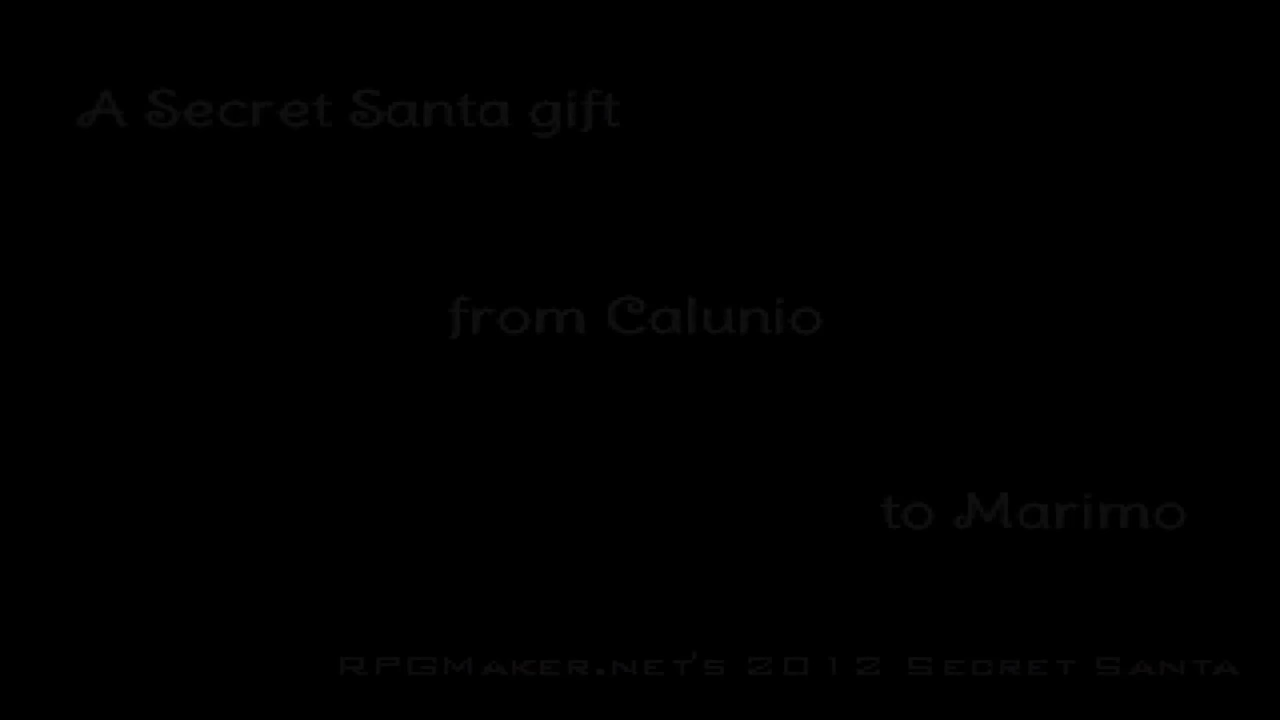 A Secret Santa gift
from Calunio
to Marimo
RPGMaker.net's 2012 Secret Santa